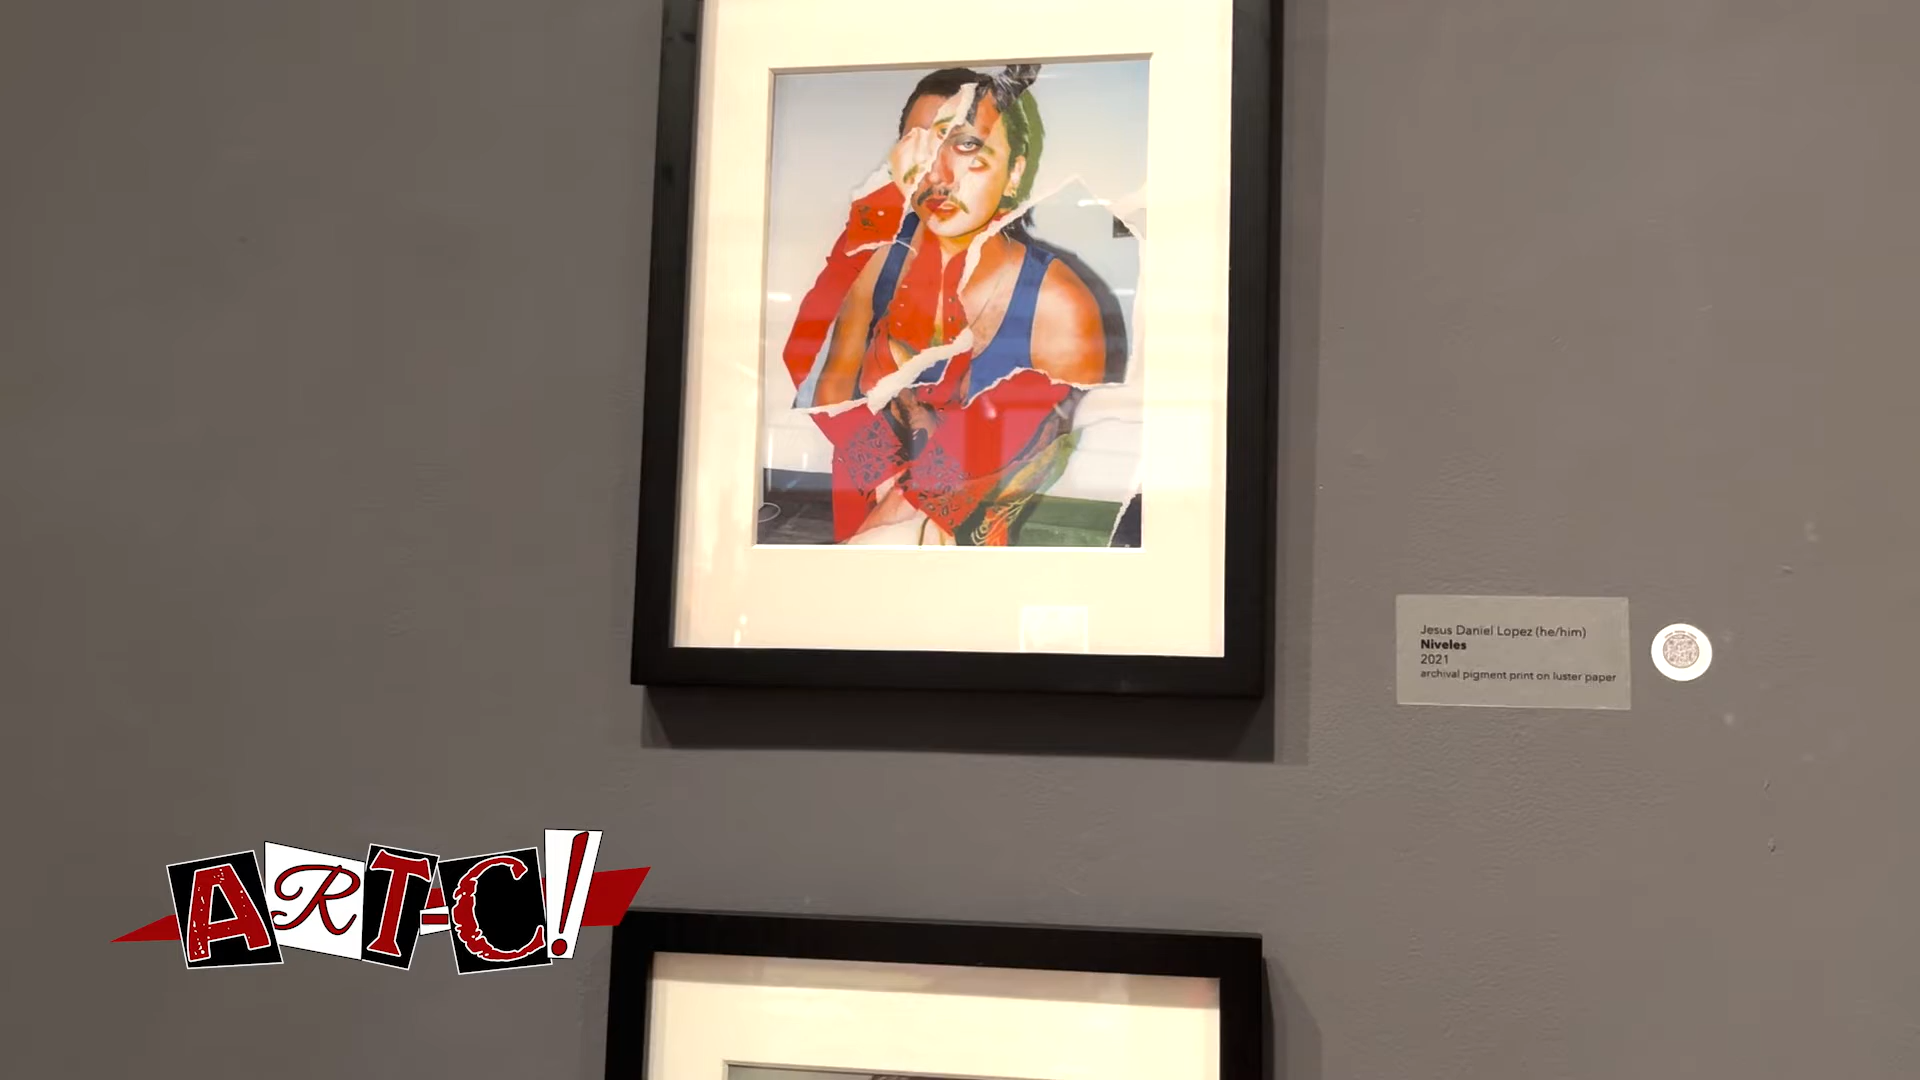 Jesus Daniel Lopez (he/him)
Niveles
2021
archival pigment print on luster paper
ART-C!